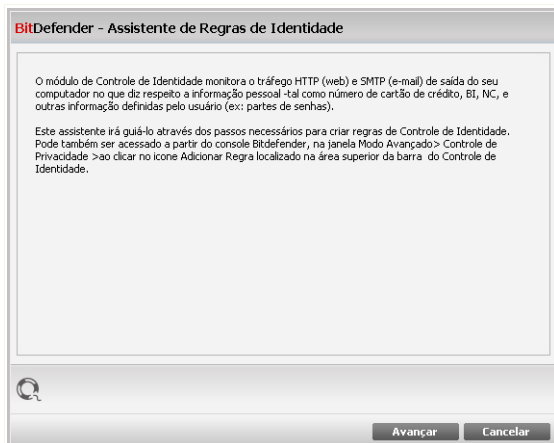 BitDefender - Assistente de Regras de Identidade
O módulo de Controle de Identidade monitora o tráfego HTTP (web) e SMTP (e-mail) de saída do seu
computador no que diz respeito a informação pessoal -tal como número de cartão de crédito, BI, NC, e
outras informação definidas pelo usuário (ex: partes de senhas).
Este assistente irá guiá-lo através dos passos necessários para criar regras de Controle de Identidade.
Pode também ser acessado a partir do console Bitdefender, na janela Modo Avançado> Controle de
Privacidade >ao clicar no icone Adicionar Regra localizado na área superior da barra do Controle de
Identidade.
Avançar
Cancelar